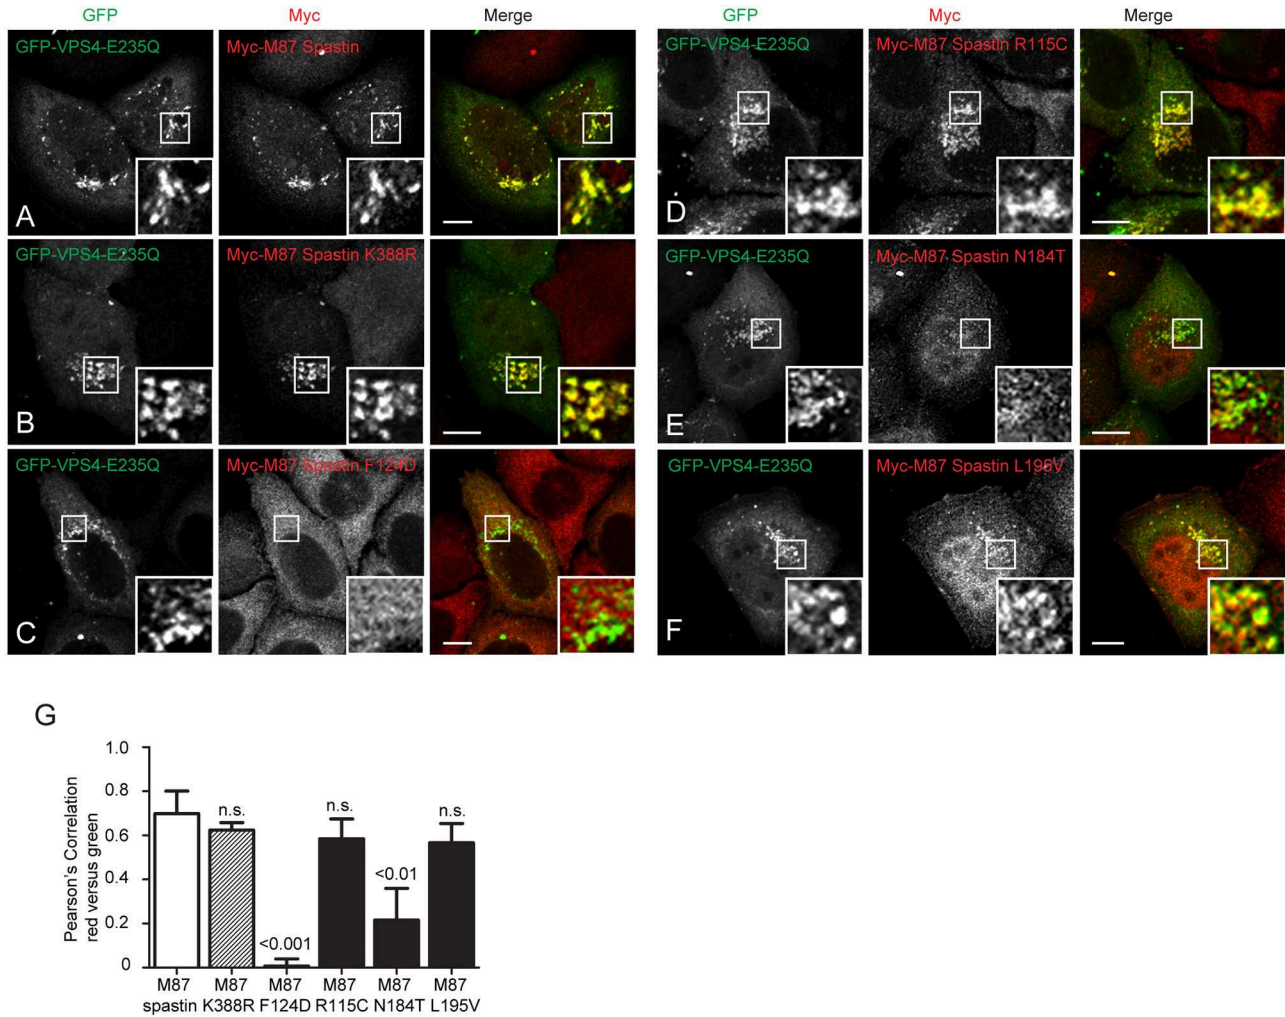 GFP Myc Merge
GFP-VPS4-E235Q Myc-M87 Spastin
A
GFP-VPS4-E235Q Myc-M87 Spastin K388R
B
GFP-VPS4-E235Q Myc-M87 Spastin F124D
C
GFP Myc Merge
GFP-VPS4-E235Q Myc-M87 Spastin R115C
D
GFP-VPS4-E235Q Myc-M87 Spastin N184T
E
GFP-VPS4-E235Q Myc-M87 Spastin L195V
F
G
Pearson's Correlation
red versus green
1.0
0.8
0.6
0.4
0.2
0
n.s.
<0.001
n.s.
<0.01
n.s.
M87 M87 M87 M87 M87 M87
spastin K388R F124D R115C N184T L195V